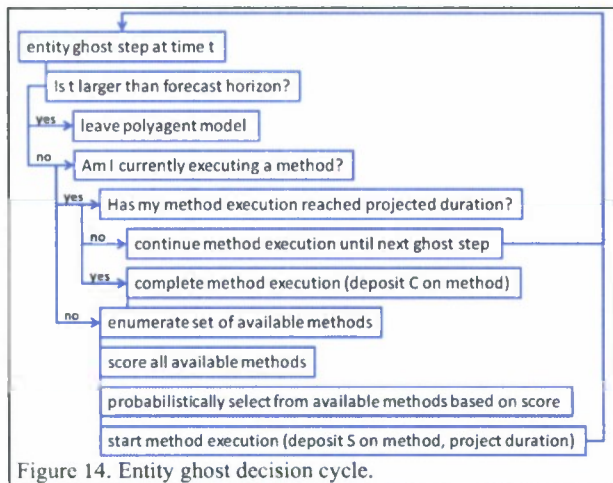 entity ghost step at time t
Is t larger than forecast horizon?
yes
leave polyagent model
no
Am I currently executing a method?
yes
Has my method execution reached projected duration?
no
continue method execution until next ghost step
yes
complete method execution (deposit C on method)
no
enumerate set of available methods
score all available methods
probabilistically select from available methods based on score
start method execution (deposit S on method, project duration)
Figure 14. Entity ghost decision cycle.